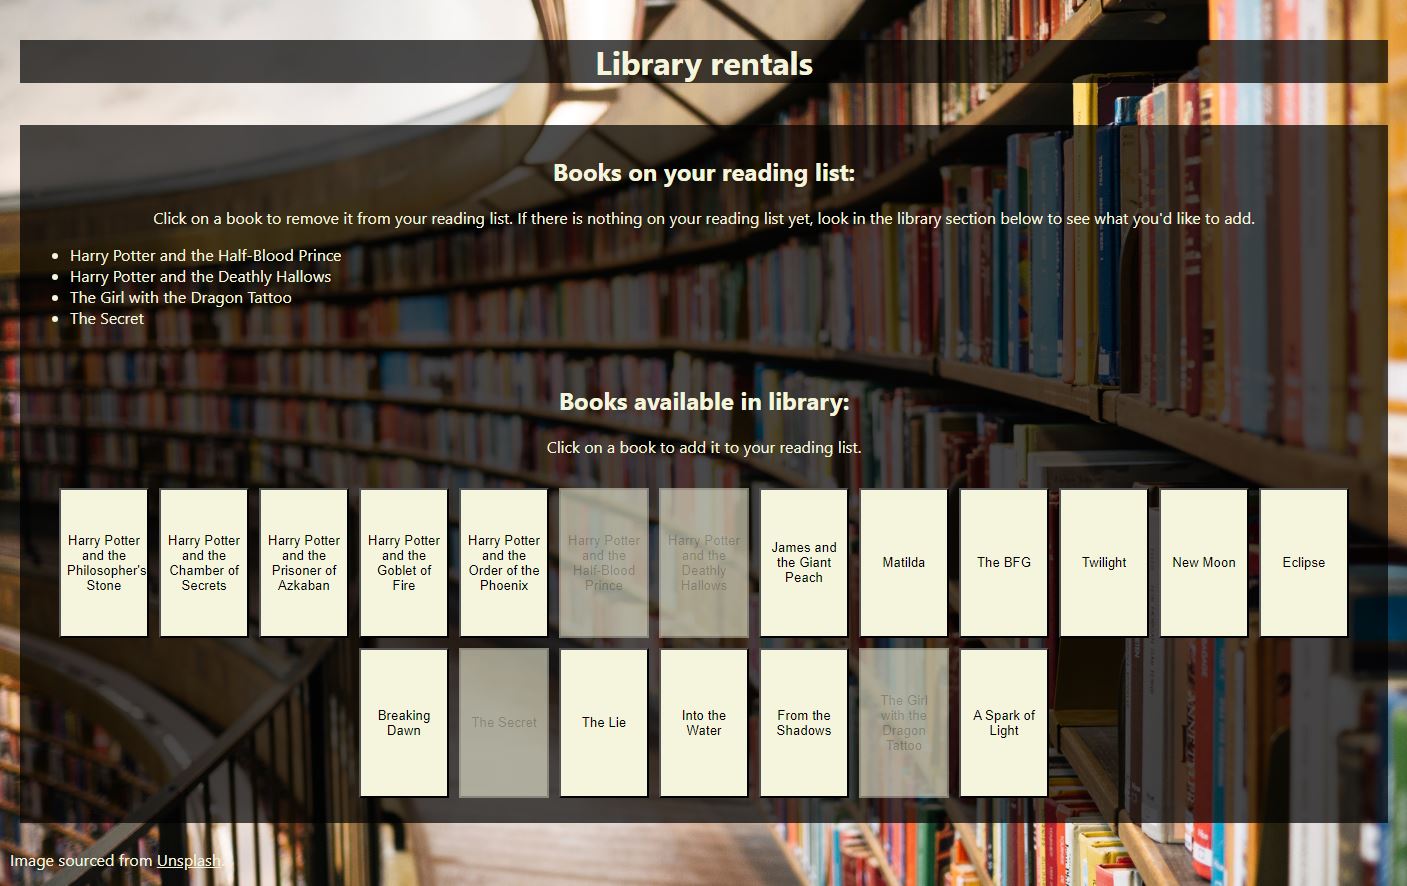 Library rentals
Books on your reading list:
Click on a book to remove it from your reading list. If there is nothing on your reading list yet, look in the library section below to see what you'd like to add.
Harry Potter and the Half-Blood Prince
Harry Potter and the Deathly Hallows
The Girl with the Dragon Tattoo
The Secret
Books available in library:
Click on a book to add it to your reading list.
Harry Potter
and the
Philosopher's
Stone
Harry Potter
and the
Chamber of
Secrets
Harry Potter
and the
Prisoner of
Azkaban
Harry Potter
and the
Goblet of
Fire
Harry Potter
and the
Order of the
Phoenix
Harry Potter
and the
Half-Blood
Prince
Harry Potter
and the
Deathly
Hallows
James and
the Giant
Peach
Matilda
The BFG
Twilight
New Moon
Eclipse
Breaking
Dawn
The Secret
The Lie
Into the
Water
From the
Shadows
The Girl
with the
Dragon
Tattoo
A Spark of
Light
Image sourced from Unsplash.